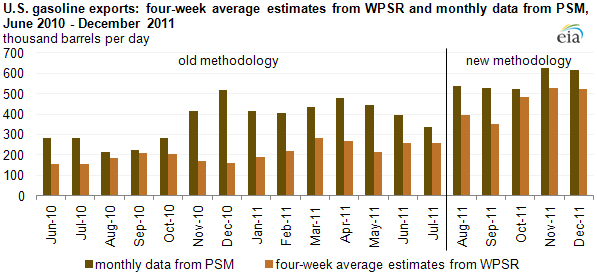 U.S. gasoline exports: four-week average estimates from WPSR and monthly data from PSM,
June 2010 - December 2011
thousand barrels per day
eia
old methodology
new methodology
700
600
500
400
300
200
100
0
Jun-10
Jul-10
Aug-10
Sep-10
Oct-10
Nov-10
Dec-10
Jan-11
Feb-11
Mar-11
Apr-11
May-11
Jun-11
Jul-11
Aug-11
Sep-11
Oct-11
Nov-11
Dec-11
monthly data from PSM
four-week average estimates from WPSR